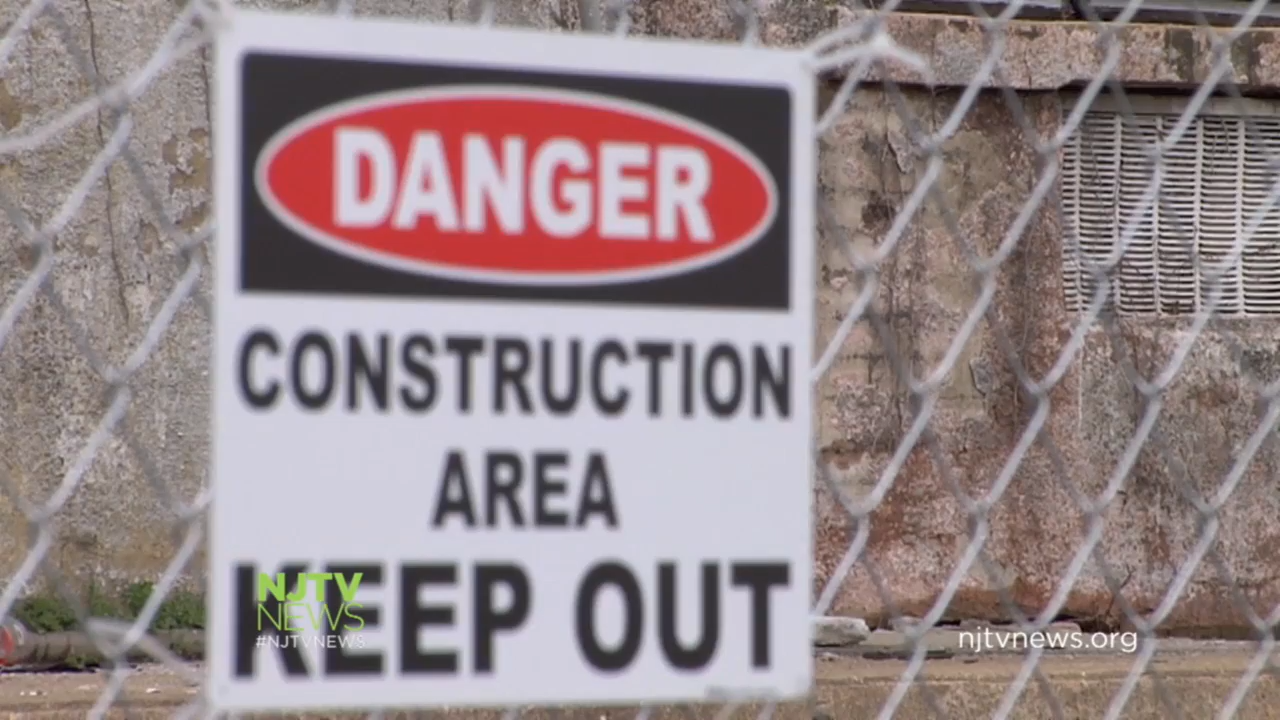 DANGER
CONSTRUCTION
AREA
KEEP OUT
NJTV
NEWS
#NJTVNEWS
njtvnews.org